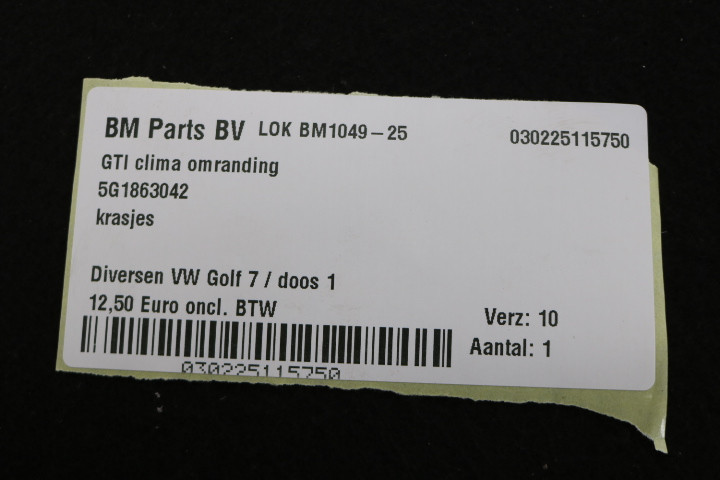 BM Parts BV LOK BM1049-25 030225115750
GTI clima omranding
5G1863042
krasjes
Diversen VW Golf 7 / doos 1
12,50 Euro oncl. BTW
Verz: 10
Aantal: 1
030225115750